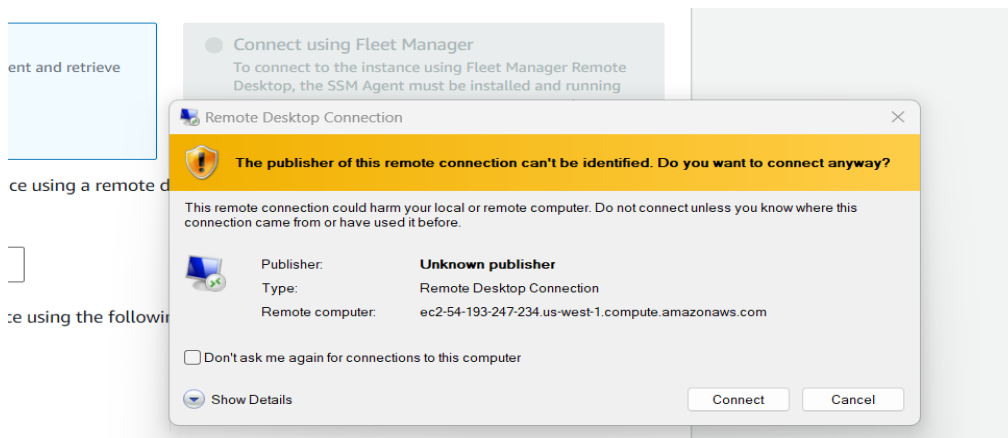 Connect using Fleet Manager
ent and retrieve
To connect to the instance using Fleet Manager Remote
Desktop, the SSM Agent must be installed and running
Remote Desktop Connection
The publisher of this remote connection can't be identified. Do you want to connect anyway?
ce using a remote d
This remote connection could harm your local or remote computer. Do not connect unless you know where this
connection came from or have used it before.
Publisher: Unknown publisher
Type: Remote Desktop Connection
Remote computer: ec2-54-193-247-234.us-west-1.compute.amazonaws.com
ce using the followin
Don't ask me again for connections to this computer
Show Details
Connect
Cancel